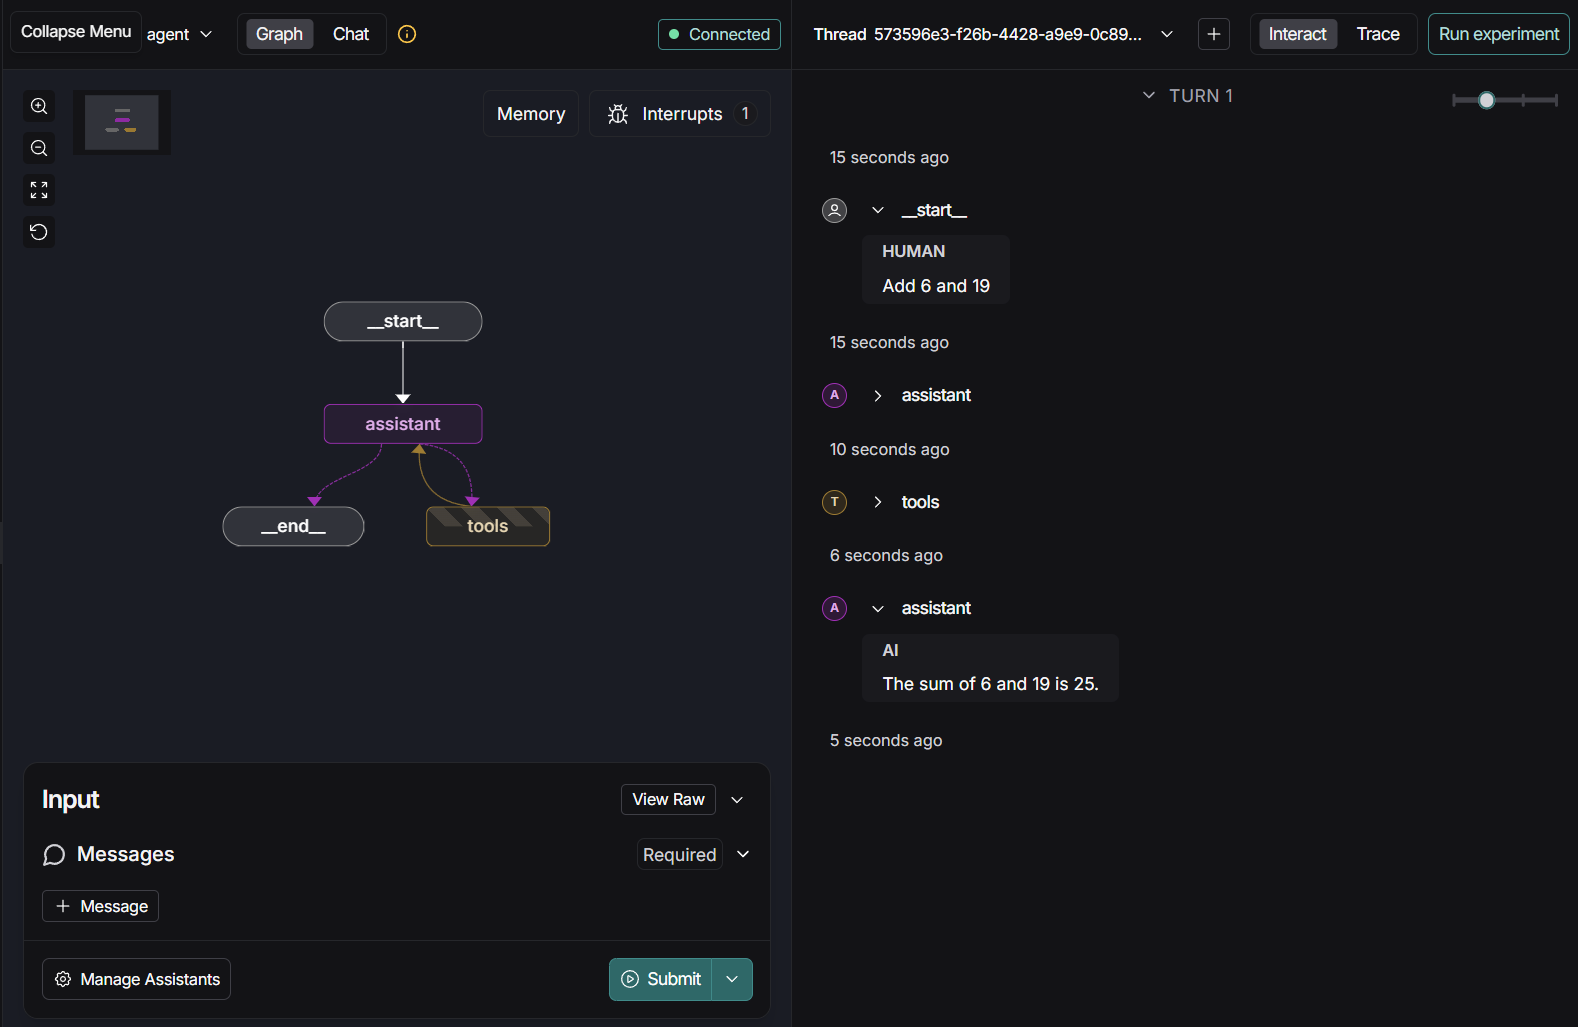 Collapse Menu
agent
Graph
Chat
Connected
Thread 573596e3-f26b-4428-a9e9-0c89...
Interact
Trace
Run experiment
Memory
Interrupts 1
__start__
assistant
__end__
tools
Input
View Raw
Messages
Required
Message
Manage Assistants
Submit
TURN 1
15 seconds ago
__start__
HUMAN
Add 6 and 19
15 seconds ago
A
assistant
10 seconds ago
T
tools
6 seconds ago
A
assistant
AI
The sum of 6 and 19 is 25.
5 seconds ago